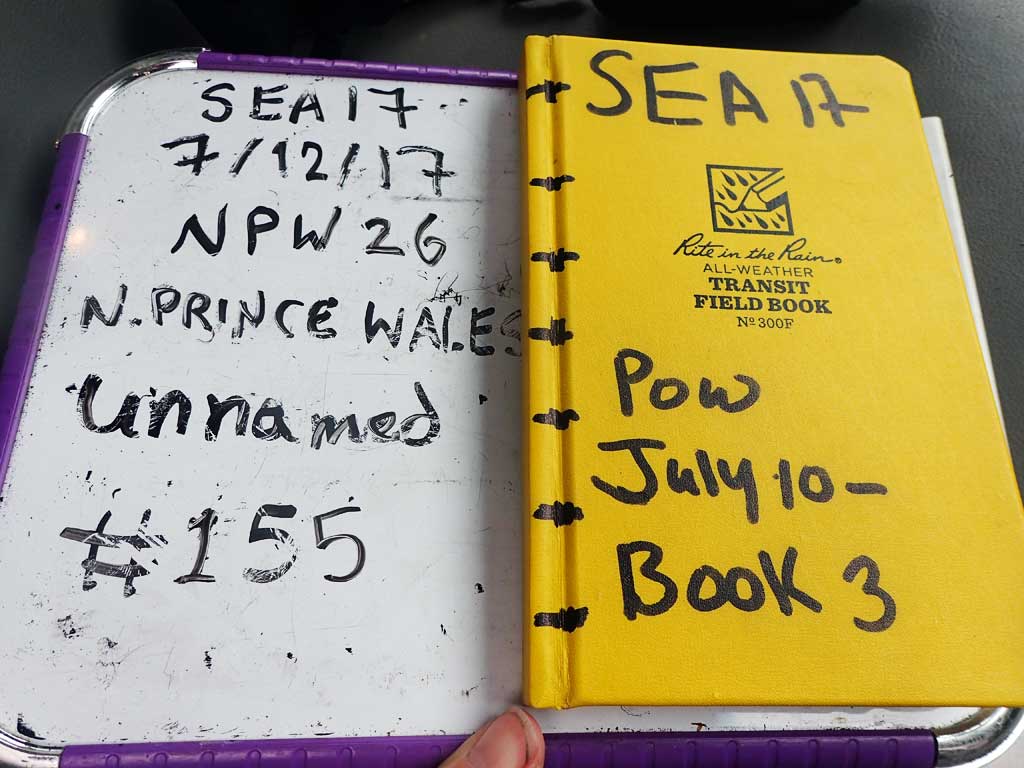 SEA17
7/12/17
NPW 26
N.PRINCE WALES
Unnamed
#155
SEA 17
Rite in the Rain
ALL-WEATHER
TRANSIT
FIELD BOOK
No 300F
POW
July 10-
BOOK 3